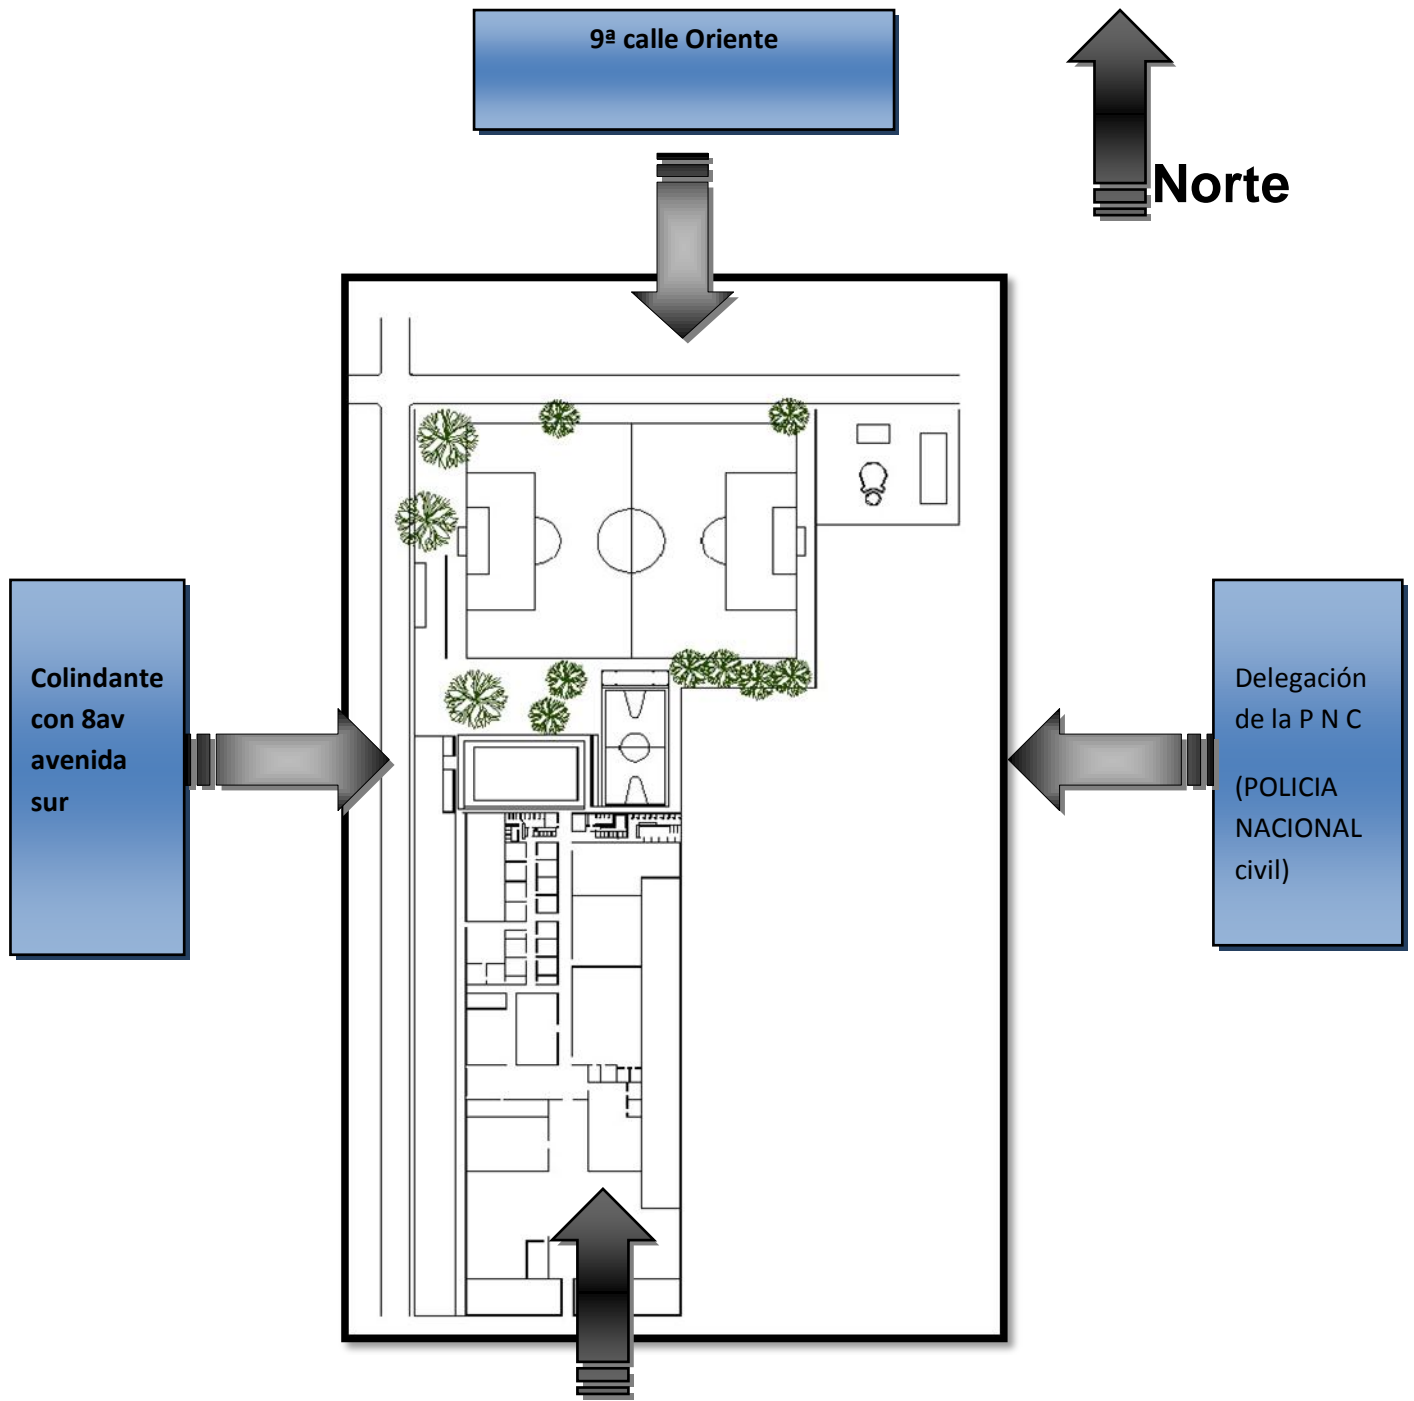 9ª calle Oriente
Norte
Colindante
con 8av
avenida
sur
Delegación
de la P N C
(POLICIA
NACIONAL
civil)